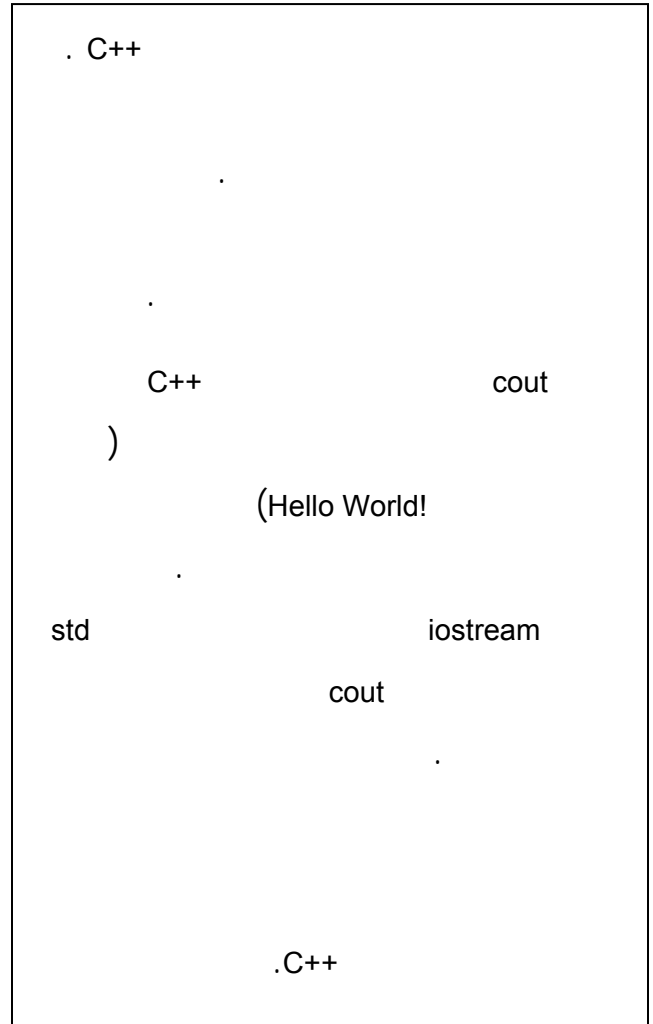 . C++
.
.
C++ cout
)
(Hello World!
.
std iostream
cout
.
.C++